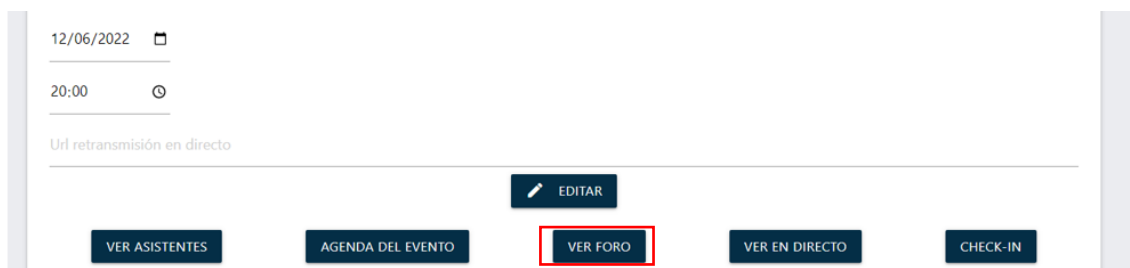 12/06/2022
20:00
Url retransmisión en directo
EDITAR
VER ASISTENTES AGENDA DEL EVENTO VER FORO VER EN DIRECTO CHECK-IN